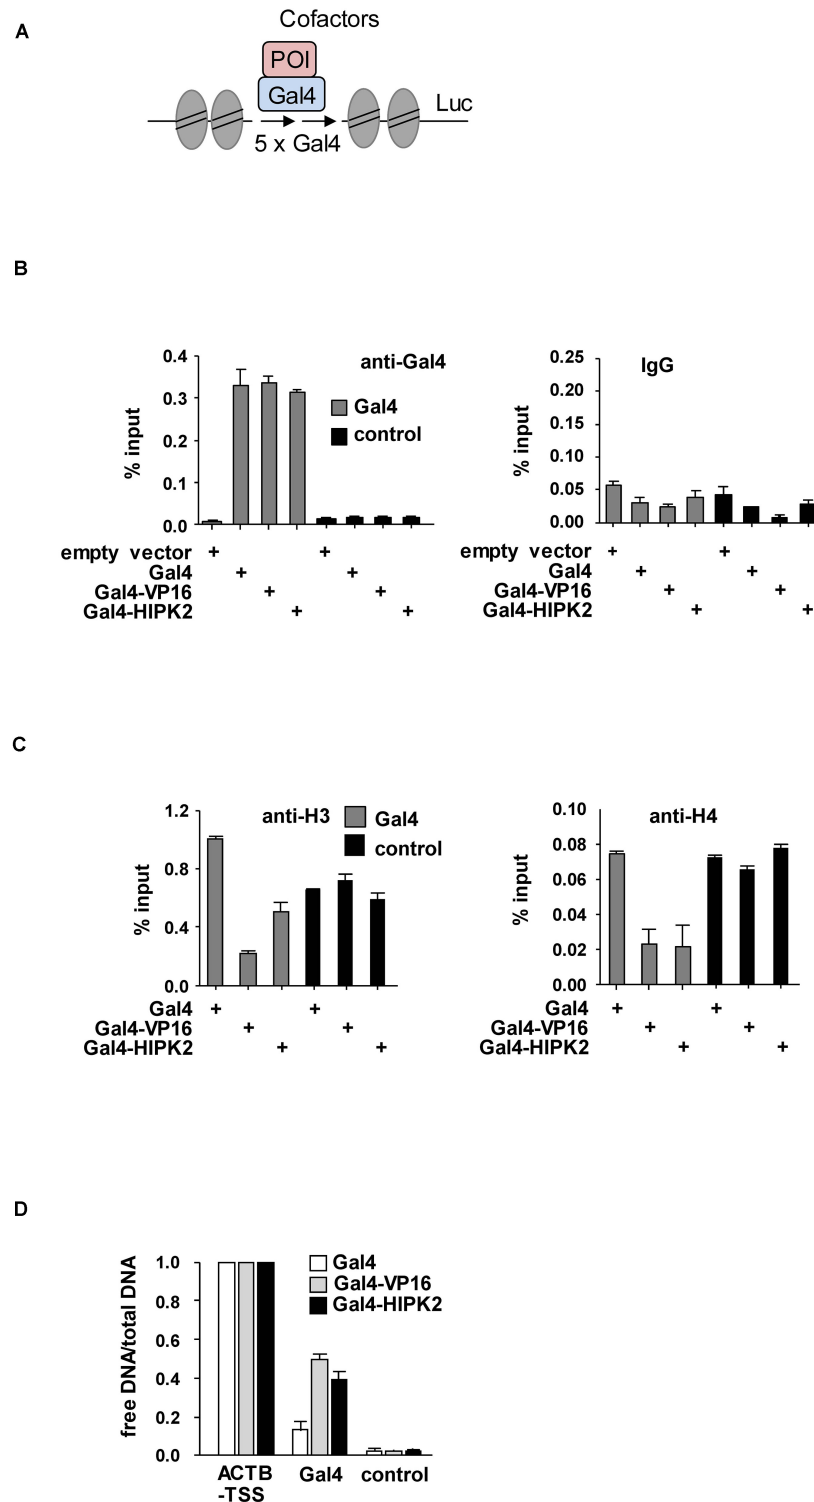 A
Cofactors
POI
Gal4
Luc
5 x Gal4
B
0.4
0.3
0.2
0.1
0.0
% input
anti-Gal4
Gal4
control
empty vector + +
Gal4 + +
Gal4-VP16 + +
Gal4-HIPK2 + +
0.25
0.20
0.15
0.10
0.05
0.00
% input
IgG
empty vector + +
Gal4 + +
Gal4-VP16 + +
Gal4-HIPK2 + +
C
1.2
0.8
0.4
0.0
% input
anti-H3
Gal4
control
Gal4 + +
Gal4-VP16 + +
Gal4-HIPK2 + +
0.10
0.08
0.06
0.04
0.02
0.00
% input
anti-H4
Gal4 + +
Gal4-VP16 + +
Gal4-HIPK2 + +
D
1.0
0.8
0.6
0.4
0.2
0.0
free DNA/total DNA
Gal4
Gal4-VP16
Gal4-HIPK2
ACTB
-TSS
Gal4
control